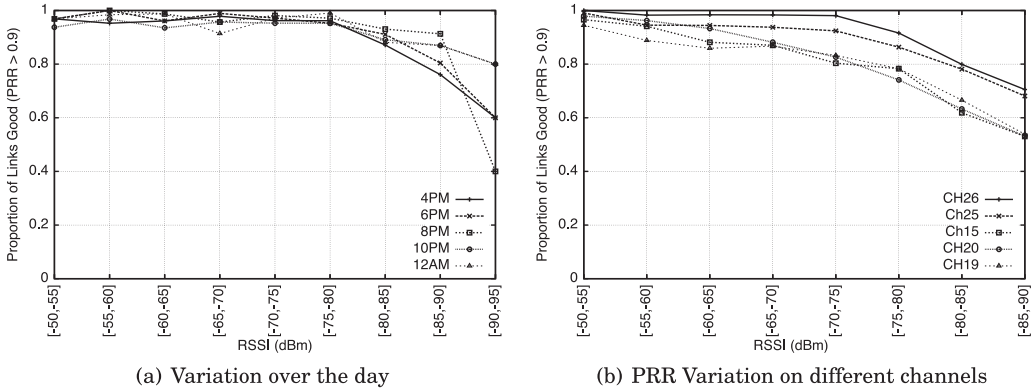 Proportion of Links Good (PRR > 0.9)
1
0.8
0.6
0.4
0.2
0
4PM
6PM
8PM
10PM
12AM
[-50,-55]
[-55,-60]
[-60,-65]
[-65,-70]
[-70,-75]
[-75,-80]
[-80,-85]
[-85,-90]
[-90,-95]
RSSI (dBm)
(a) Variation over the day
Proportion of Links Good (PRR > 0.9)
1
0.8
0.6
0.4
0.2
0
CH26
Ch25
Ch15
CH20
CH19
[-50,-55]
[-55,-60]
[-60,-65]
[-65,-70]
[-70,-75]
[-75,-80]
[-80,-85]
[-85,-90]
RSSI (dBm)
(b) PRR Variation on different channels